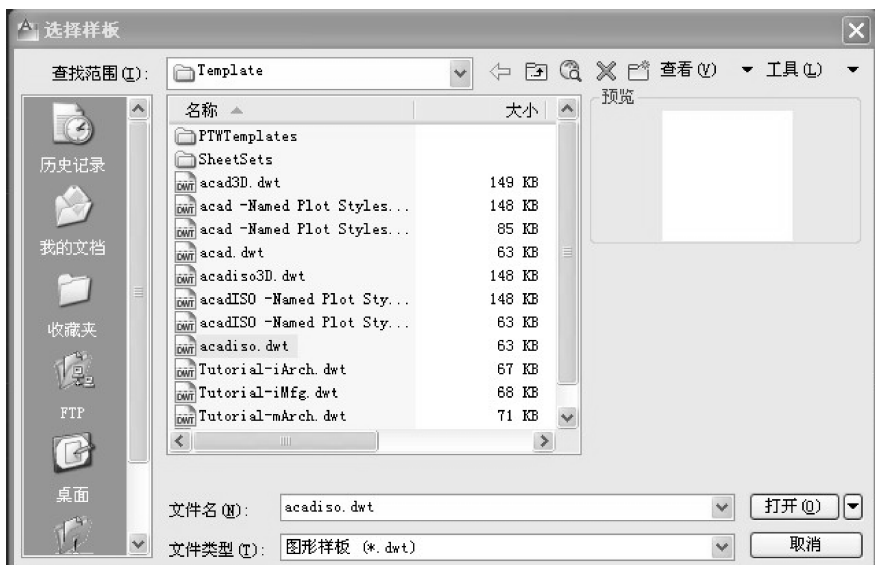 选择样板
查找范围(I): Template 查看(V) 工具(L)
名称 大小 预览
PTWTemplates
SheetSets
acad3D.dwt 149 KB
acad -Named Plot Styles... 148 KB
acad -Named Plot Styles... 85 KB
acad.dwt 63 KB
acadiso3D.dwt 148 KB
acadISO -Named Plot Sty... 148 KB
acadISO -Named Plot Sty... 63 KB
acadiso.dwt 63 KB
Tutorial-iArch.dwt 67 KB
Tutorial-iMfg.dwt 68 KB
Tutorial-mArch.dwt 71 KB
历史记录
我的文档
收藏夹
FTP
桌面
文件名(N): acadiso.dwt 打开(O)
文件类型(T): 图形样板 (*.dwt) 取消